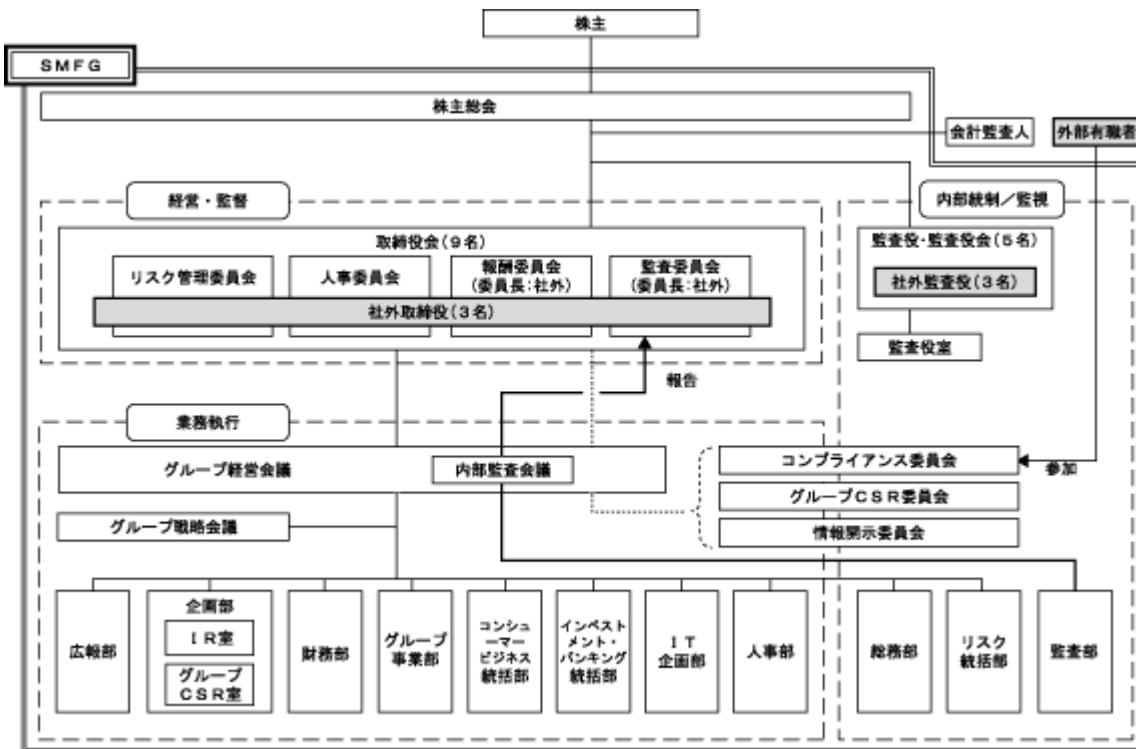 株主
SMFG
株主総会
会計監査人
外部有識者
経営・監督
内部統制／監視
取締役会（9名）
監査役・監査役会（5名）
リスク管理委員会
人事委員会
報酬委員会
（委員長：社外）
監査委員会
（委員長：社外）
社外監査役（3名）
社外取締役（3名）
監査役室
報告
業務執行
グループ経営会議
内部監査会議
コンプライアンス委員会
参加
グループCSR委員会
グループ戦略会議
情報開示委員会
広報部
企画部
IR室
グループ
CSR室
財務部
グループ
事業部
コンシュ
ーマー
ビジネス
統括部
インベスト
メント・
バンキング
統括部
IT
企画部
人事部
総務部
リスク
統括部
監査部